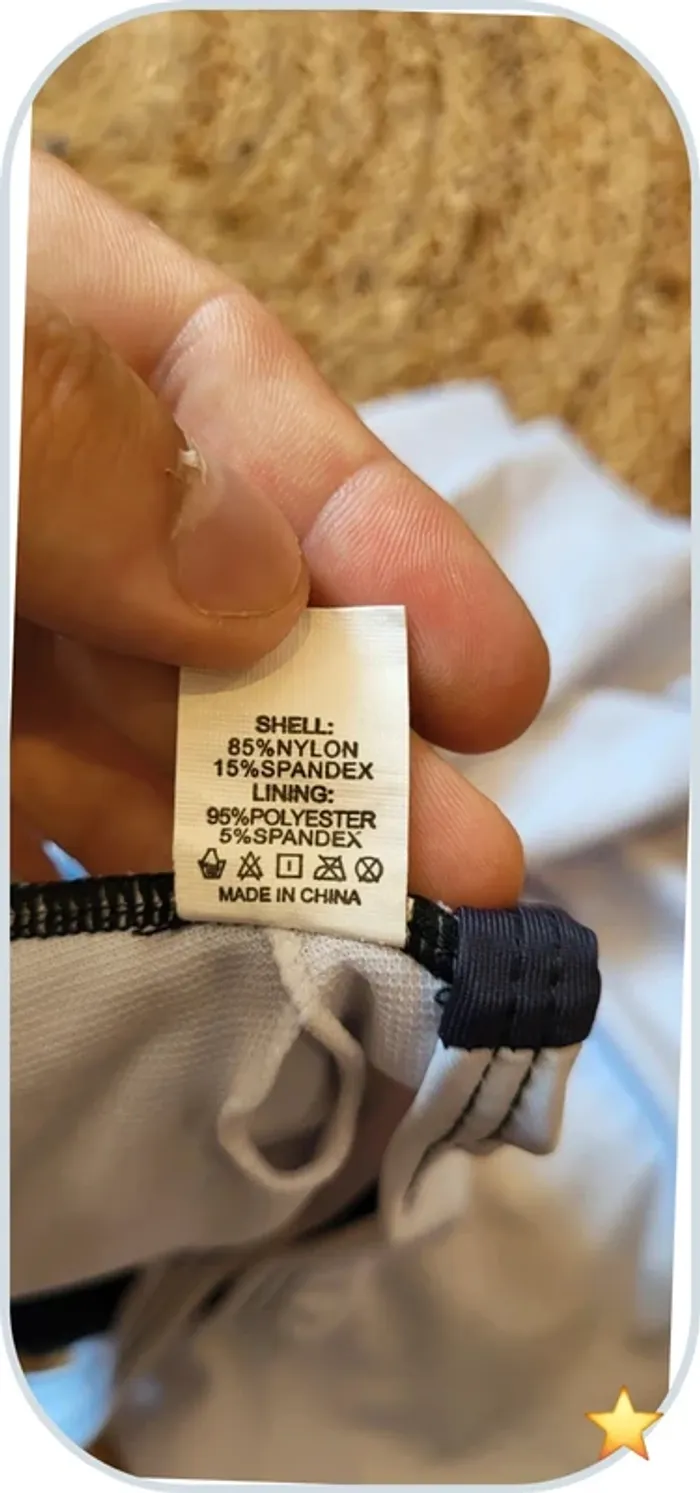 SHELL:
85%NYLON
15%SPANDEX
LINING:
95%POLYESTER
5%SPANDEX
MADE IN CHINA